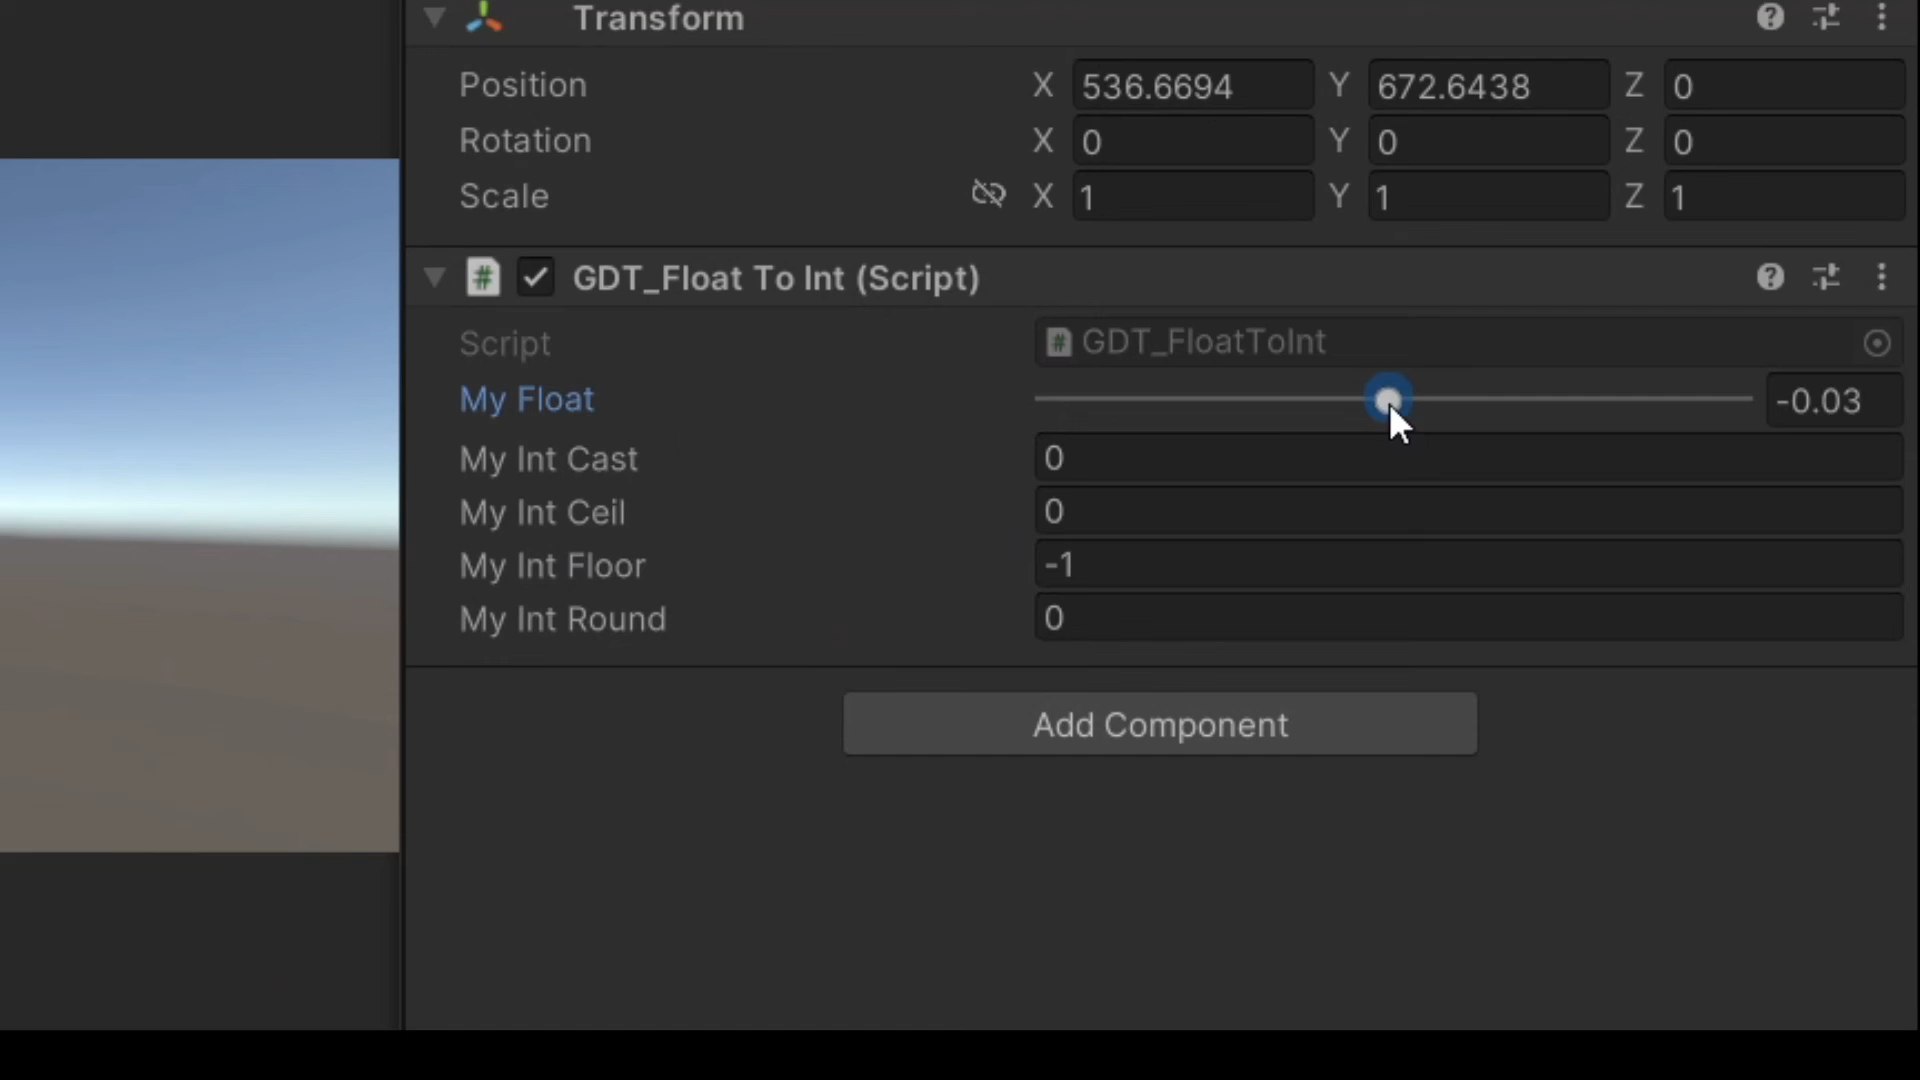 Transform
Position X 536.6694 Y 672.6438 Z 0
Rotation X 0 Y 0 Z 0
Scale X 1 Y 1 Z 1
# GDT_Float To Int (Script)
Script # GDT_FloatToInt
My Float -0.03
My Int Cast 0
My Int Ceil 0
My Int Floor -1
My Int Round 0
Add Component